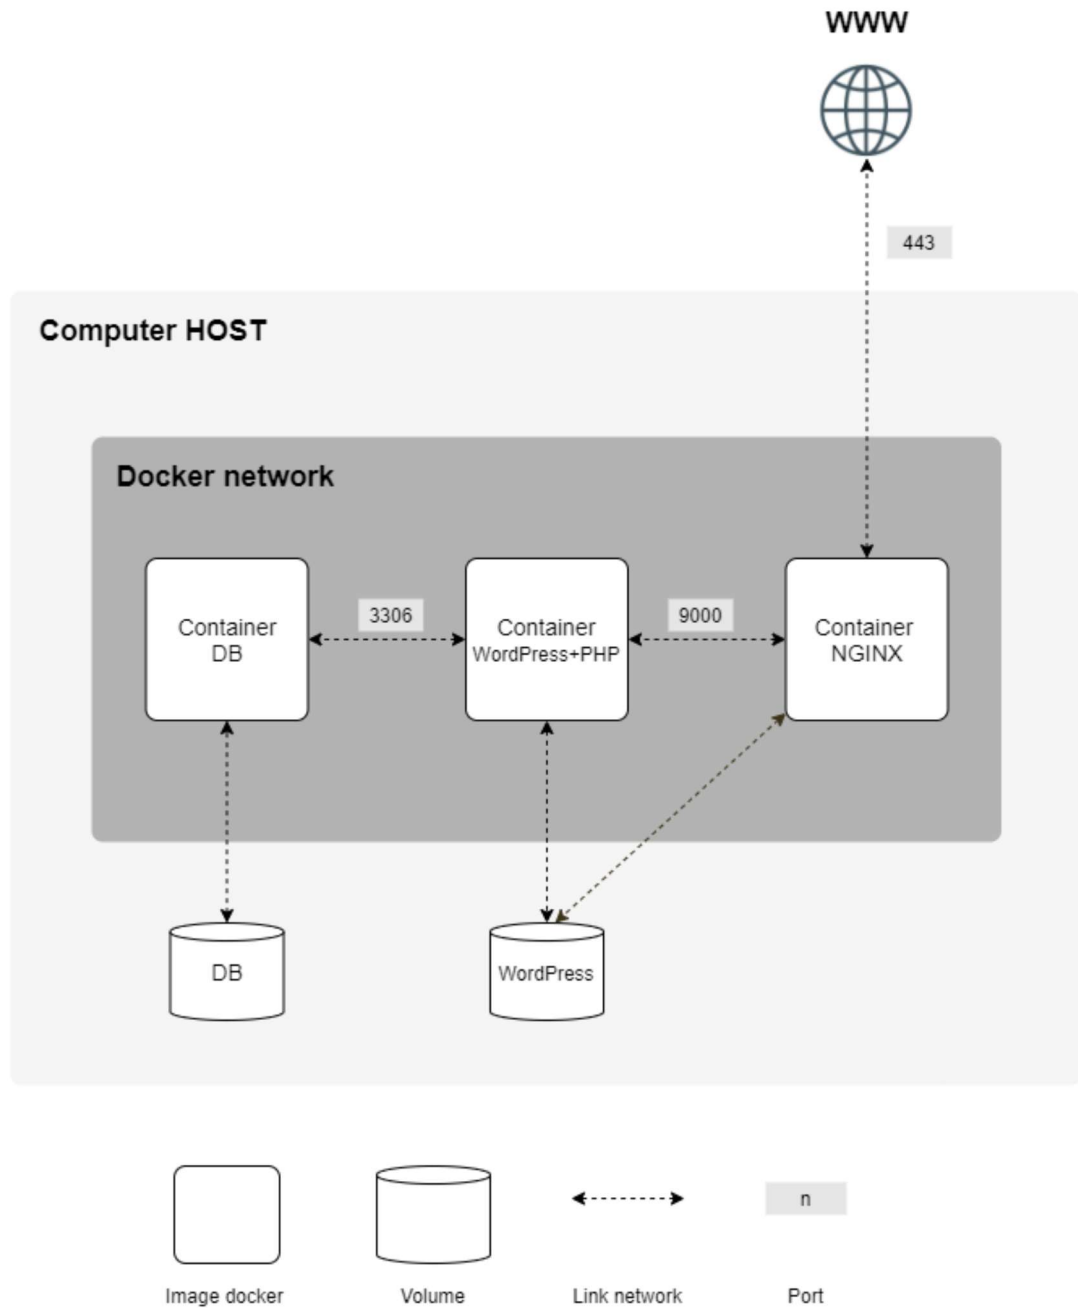 WWW
443
Computer HOST
Docker network
3306
9000
Container
DB
Container
WordPress+PHP
Container
NGINX
DB
WordPress
n
Image docker
Volume
Link network
Port